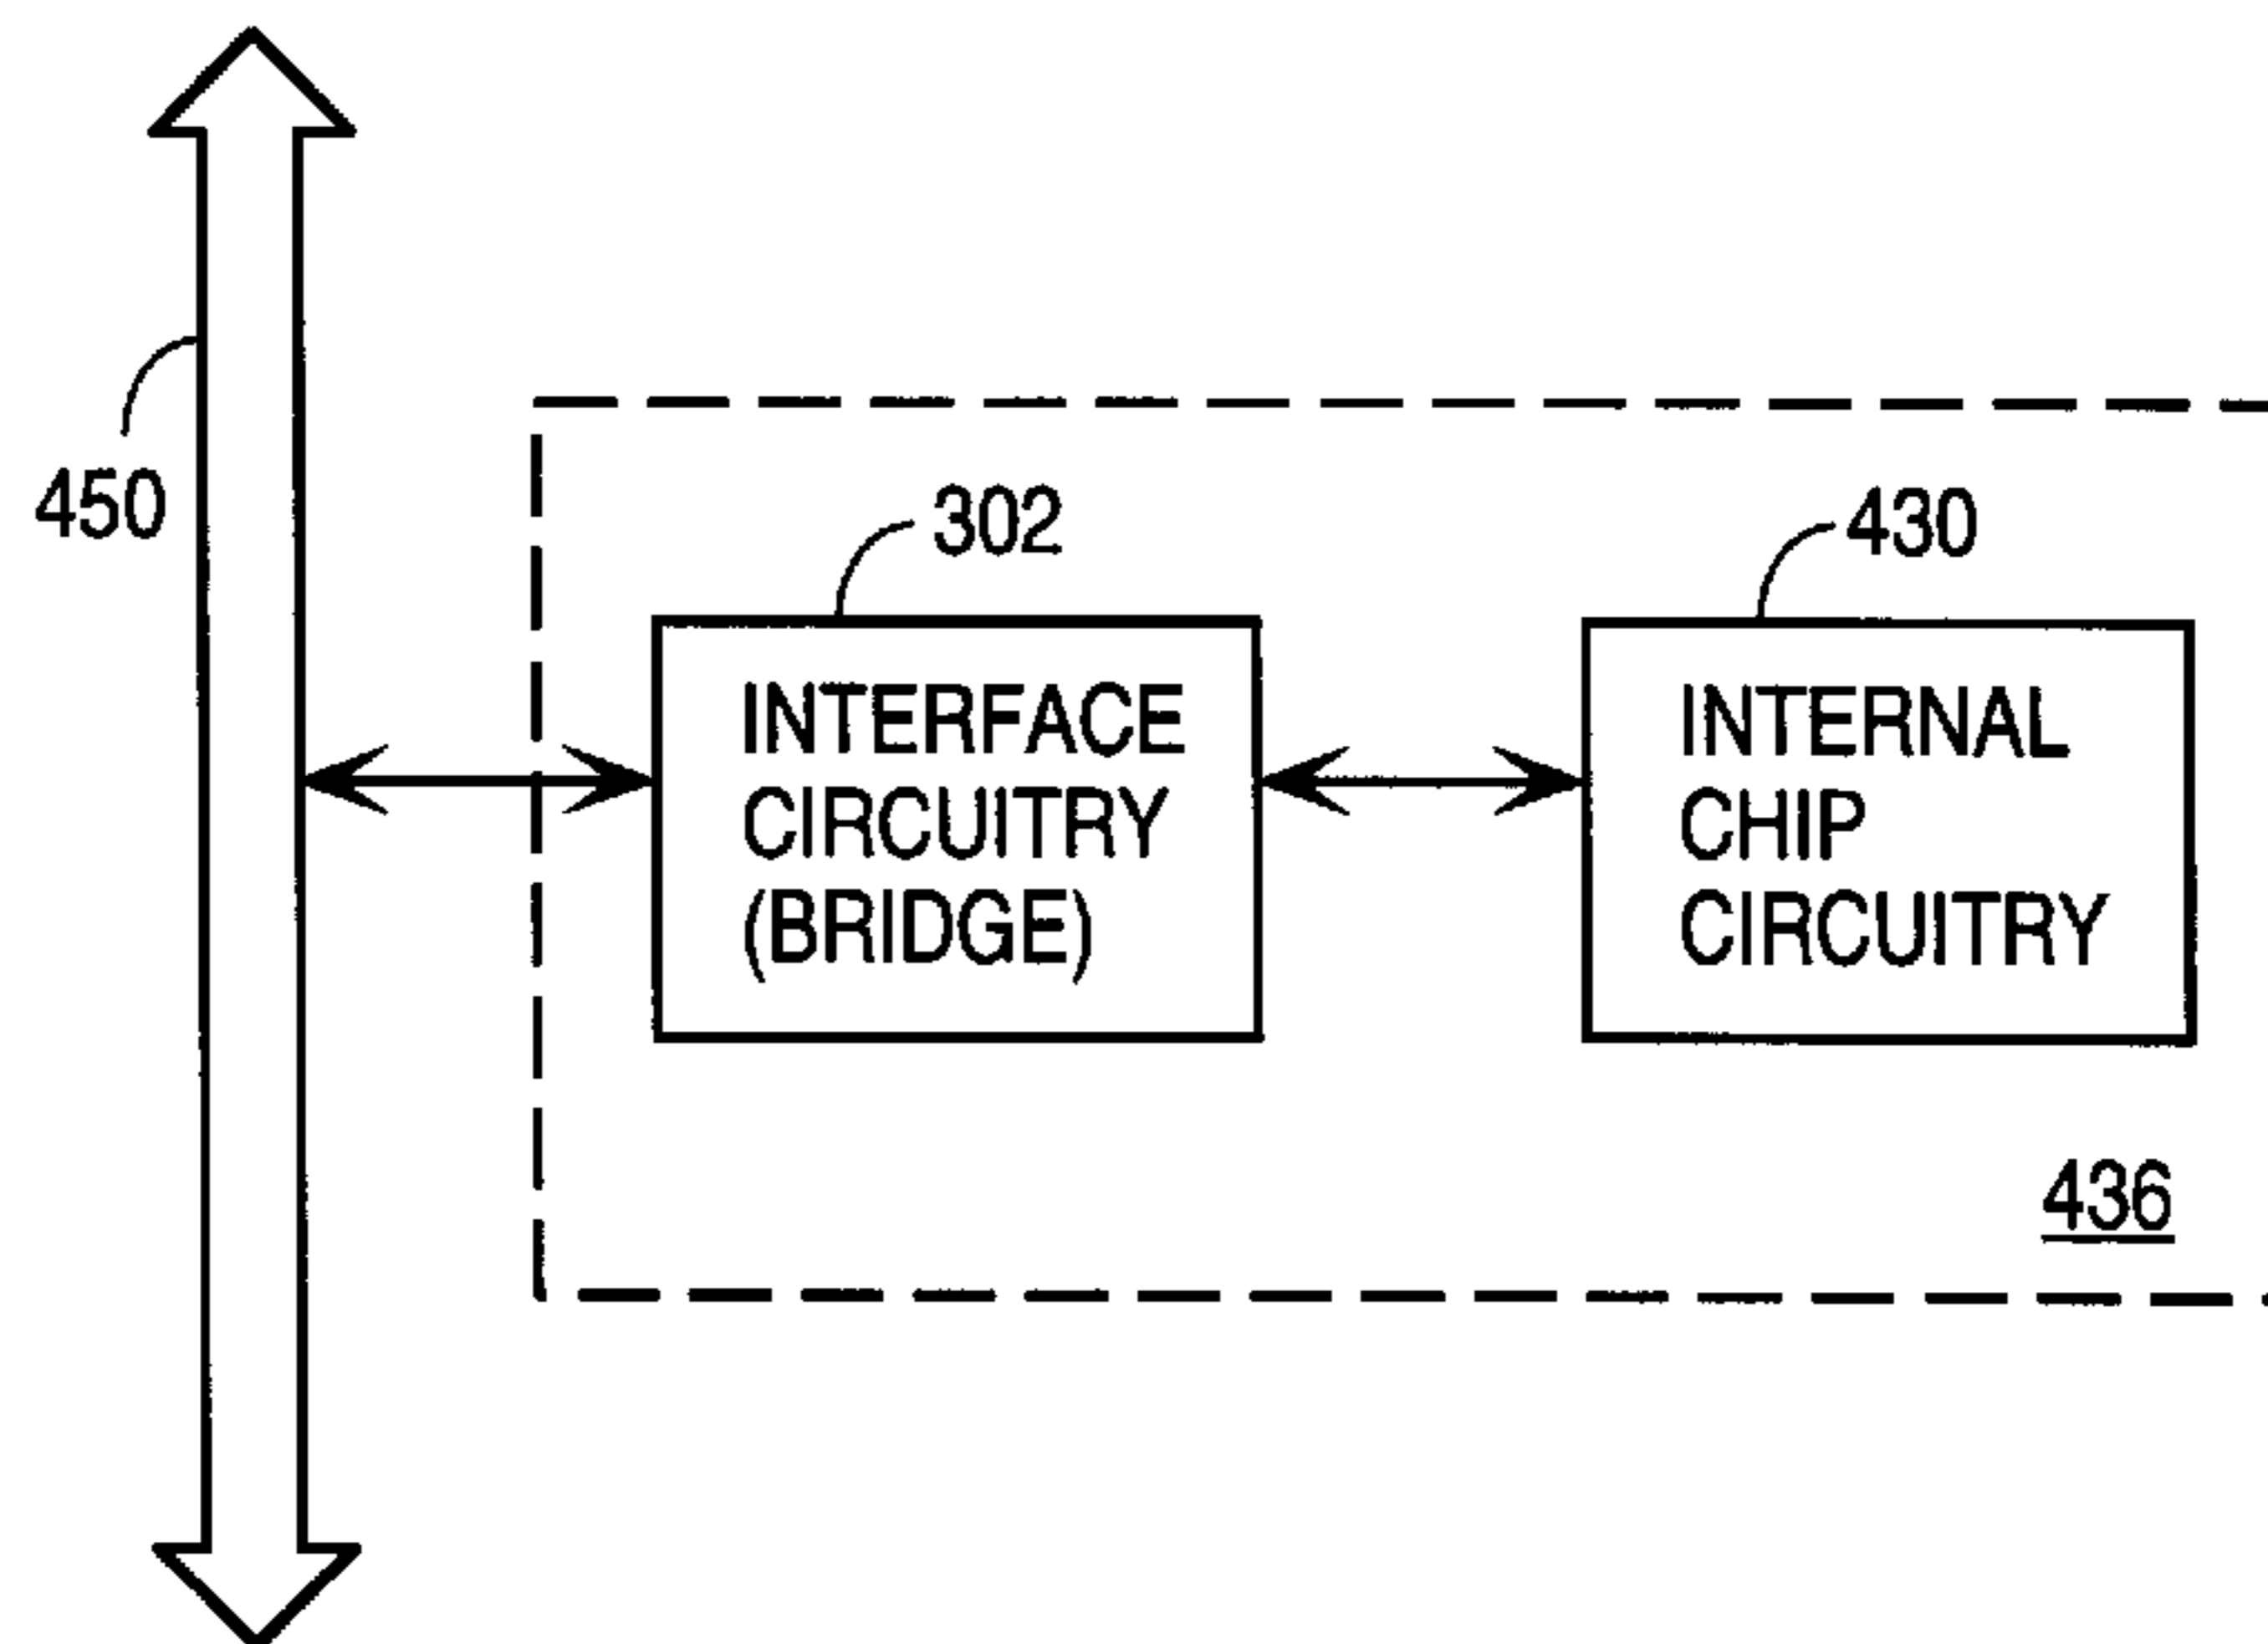 450
302
430
INTERFACE
CIRCUITRY
(BRIDGE)
INTERNAL
CHIP
CIRCUITRY
436